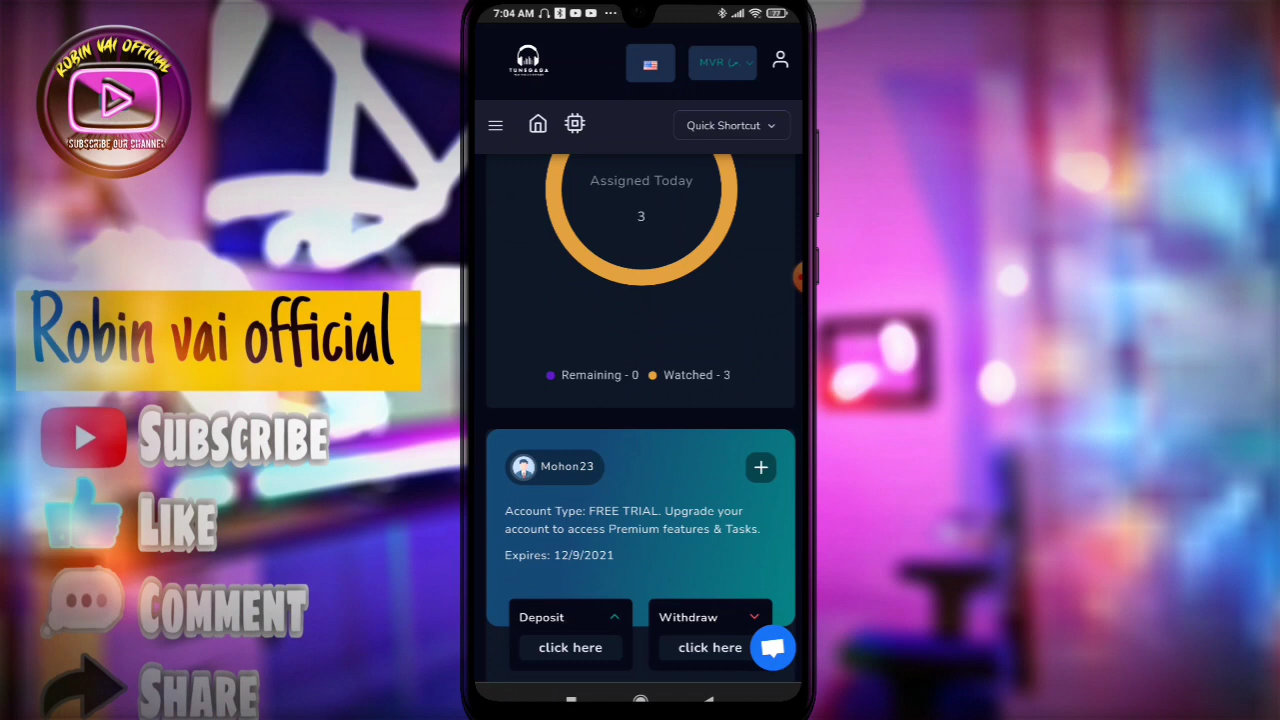 ROBIN VAI OFFICIAL
SUBSCRIBE OUR CHANNEL
Robin vai official
SUBSCRIBE
LIKE
COMMENT
SHARE
7:04 AM
77
TUNEGAGA
MVR
Quick Shortcut
Assigned Today
3
Remaining - 0 Watched - 3
Mohon23
+
Account Type: FREE TRIAL. Upgrade your
account to access Premium features & Tasks.
Expires: 12/9/2021
Deposit
click here
Withdraw
click here